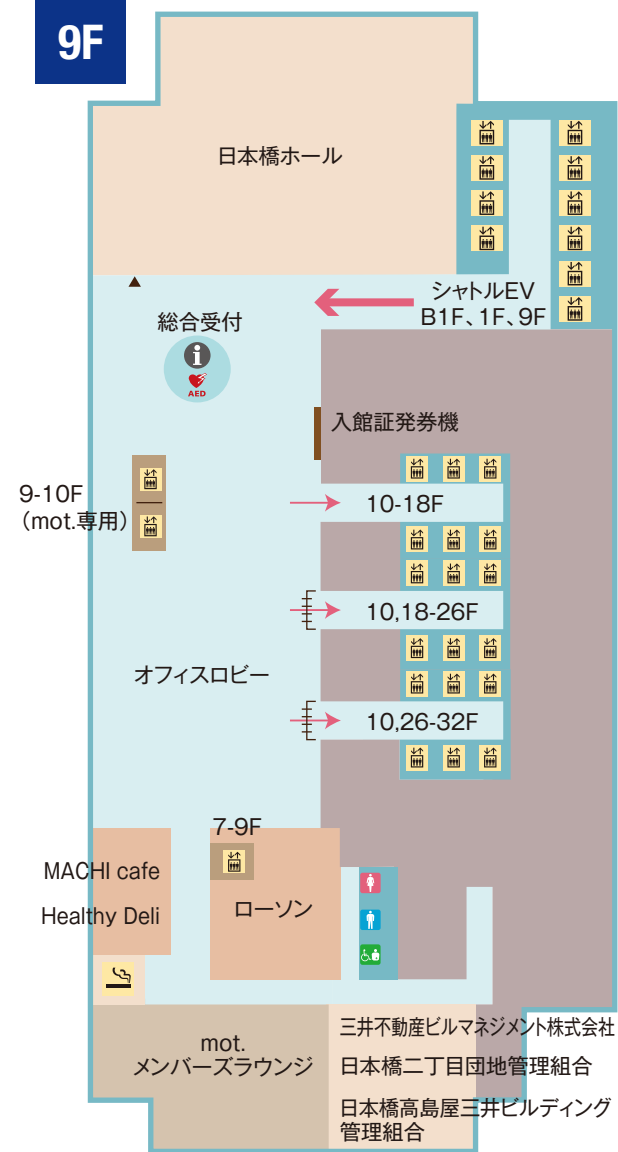 9F
日本橋ホール
シャトルEV
B1F、1F、9F
総合受付
AED
入館証発券機
9-10F
（mot.専用）
10-18F
10,18-26F
オフィスロビー
10,26-32F
7-9F
MACHI cafe
Healthy Deli
ローソン
mot.
メンバーズラウンジ
三井不動産ビルマネジメント株式会社
日本橋二丁目団地管理組合
日本橋高島屋三井ビルディング
管理組合